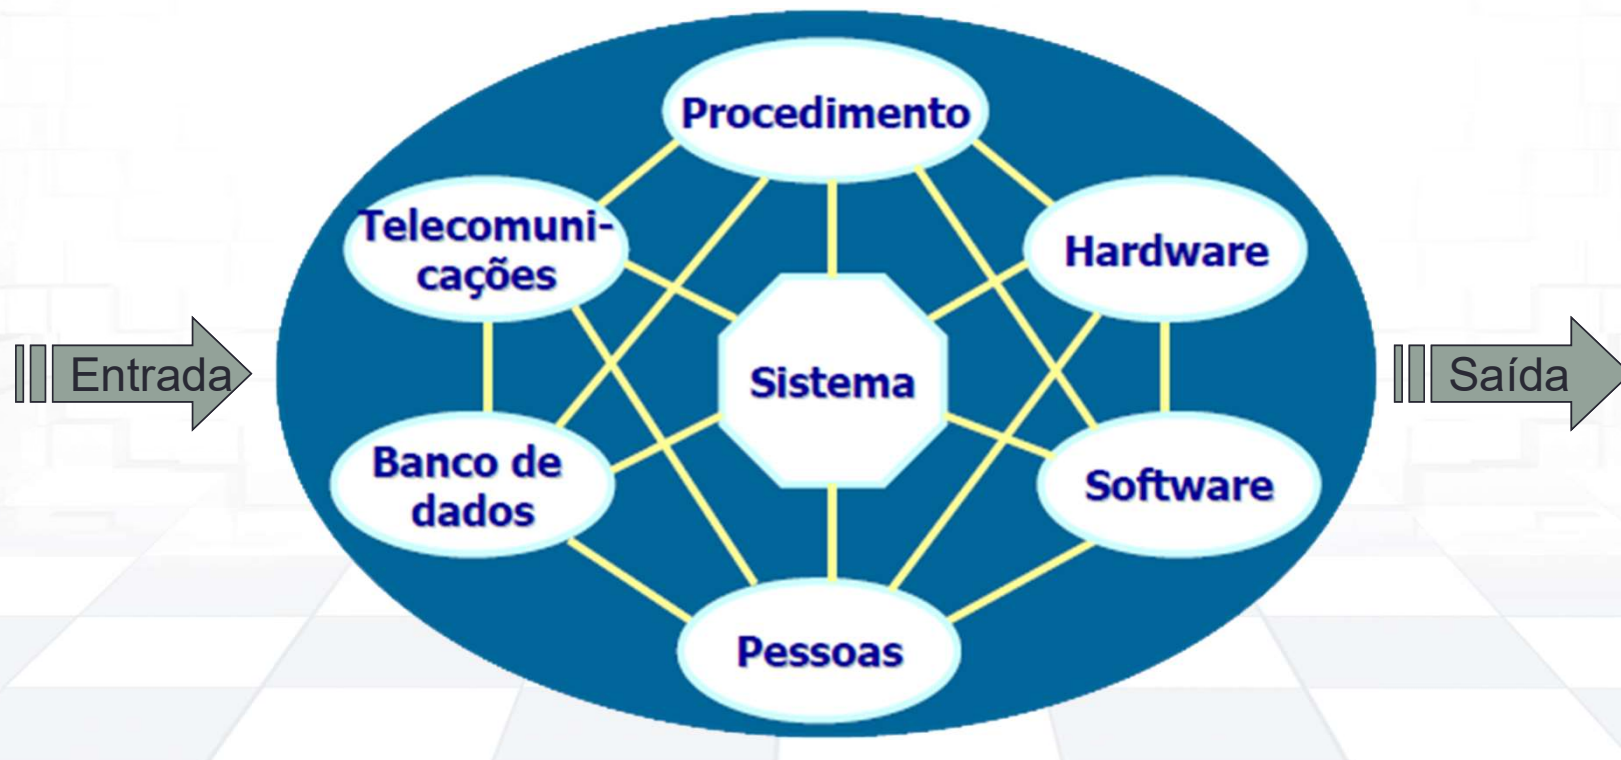 Procedimento
Telecomuni-
cações
Hardware
Entrada
Sistema
Saída
Banco de
dados
Software
Pessoas